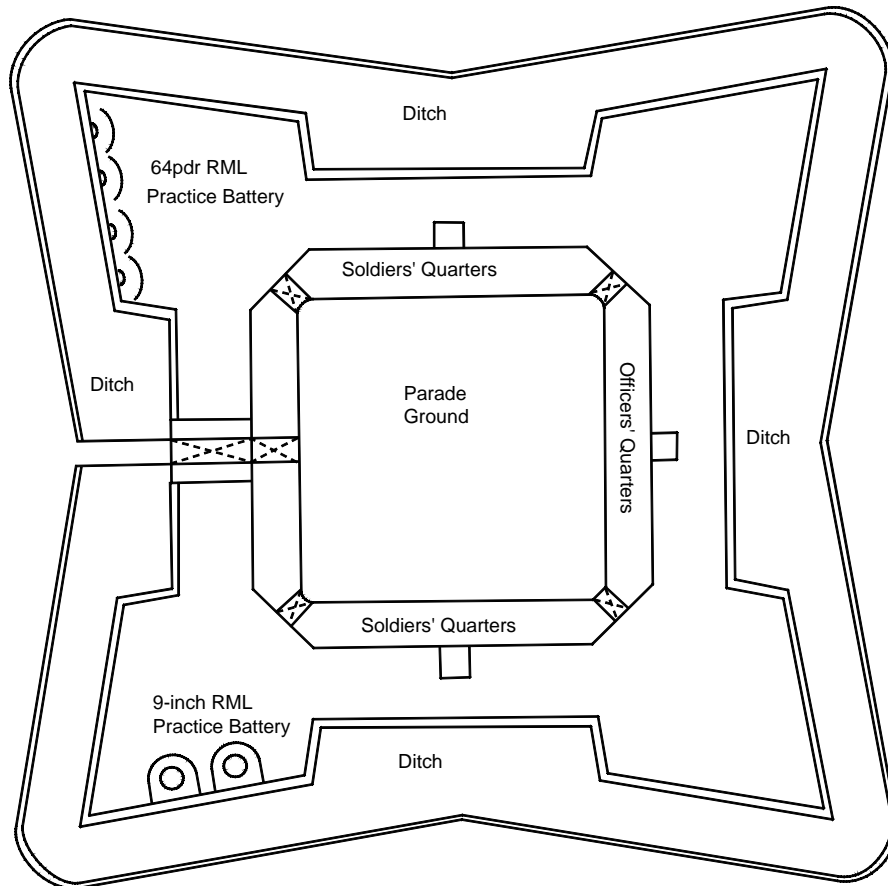 Ditch
64pdr RML
Practice Battery
Soldiers' Quarters
Ditch
Parade
Ground
Officers' Quarters
Ditch
Soldiers' Quarters
9-inch RML
Practice Battery
Ditch